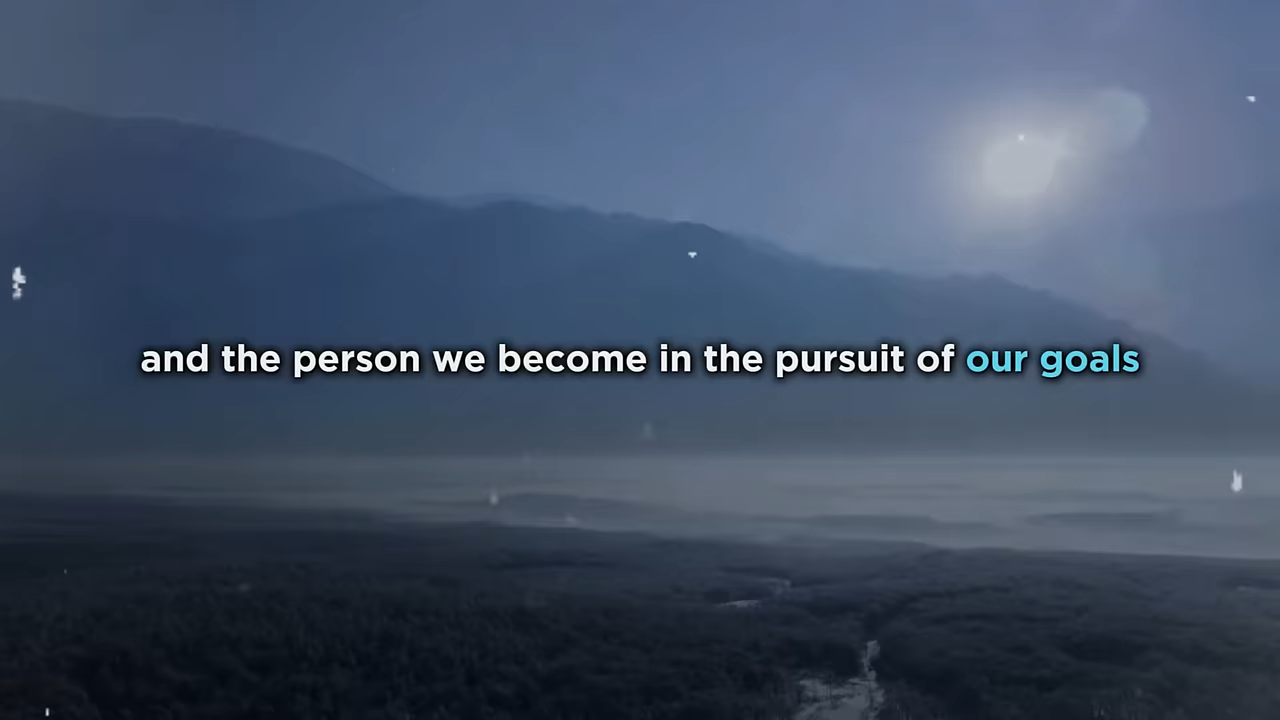 and the person we become in the pursuit of our goals